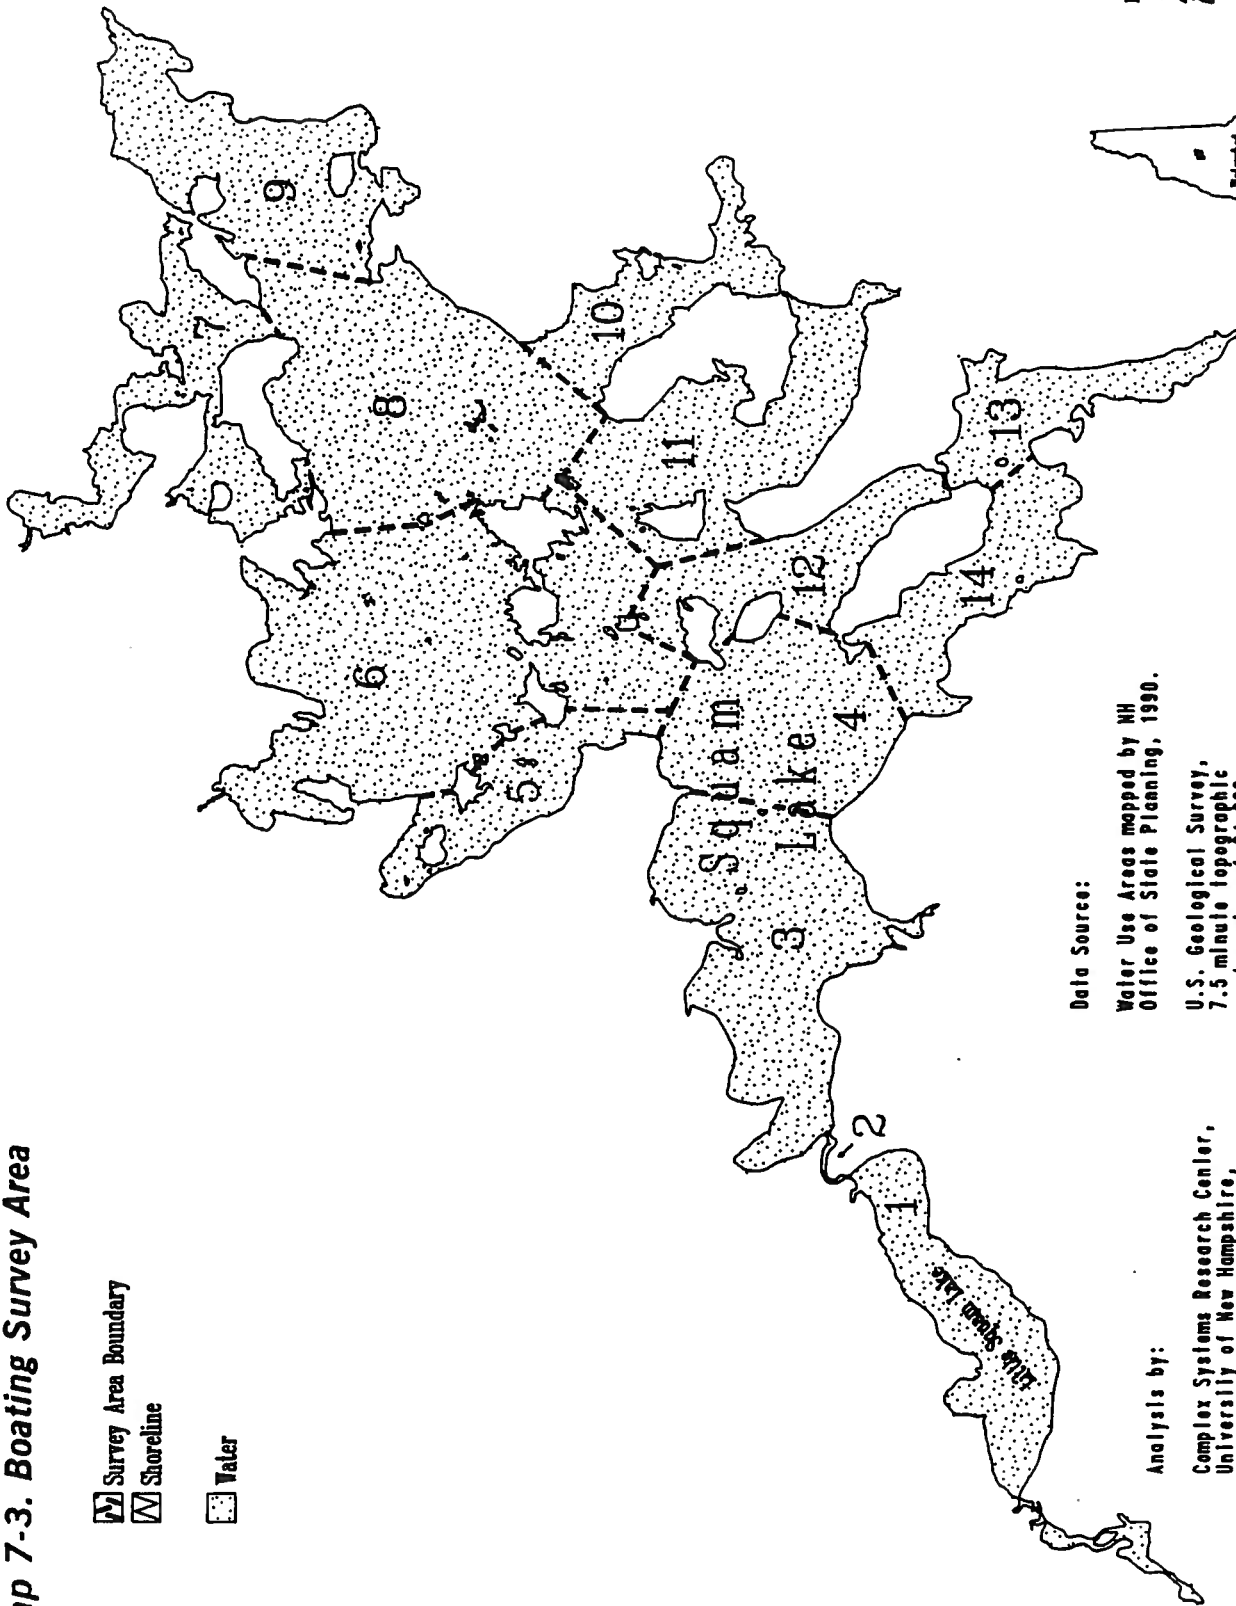 7-3. Boating Survey Area
Survey Area Boundary
Shoreline
Water
1
2
3
4
5
6
7
8
9
10
11
12
13
14
Squam
Lake
Little Squam Lake
Data Source:
Water Use Areas mapped by NH
Office of State Planning, 1990.
U.S. Geological Survey,
7.5 minute topographic
Analysis by:
Complex Systems Research Center,
University of New Hampshire,